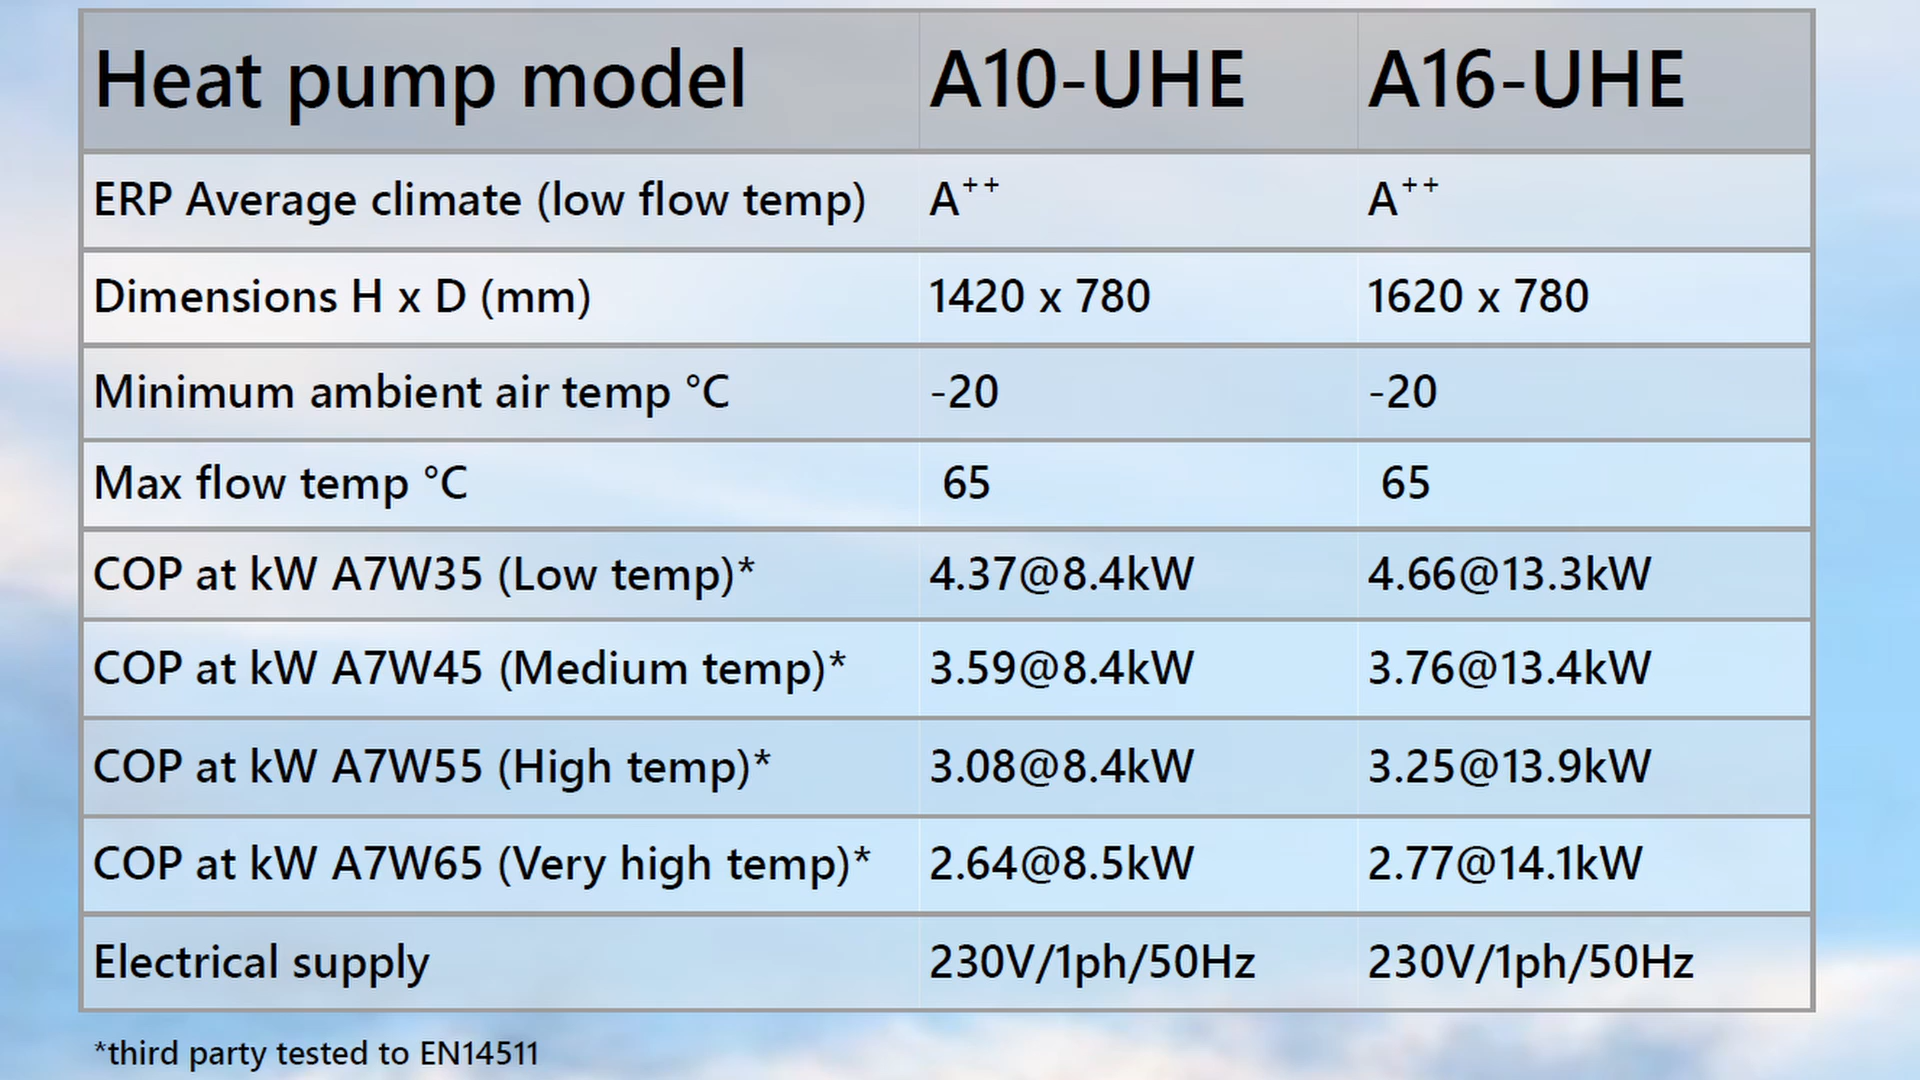 Heat pump model A10-UHE A16-UHE
ERP Average climate (low flow temp) A++ A++
Dimensions H x D (mm) 1420 x 780 1620 x 780
Minimum ambient air temp °C -20 -20
Max flow temp °C 65 65
COP at kW A7W35 (Low temp)* 4.37@8.4kW 4.66@13.3kW
COP at kW A7W45 (Medium temp)* 3.59@8.4kW 3.76@13.4kW
COP at kW A7W55 (High temp)* 3.08@8.4kW 3.25@13.9kW
COP at kW A7W65 (Very high temp)* 2.64@8.5kW 2.77@14.1kW
Electrical supply 230V/1ph/50Hz 230V/1ph/50Hz
*third party tested to EN14511